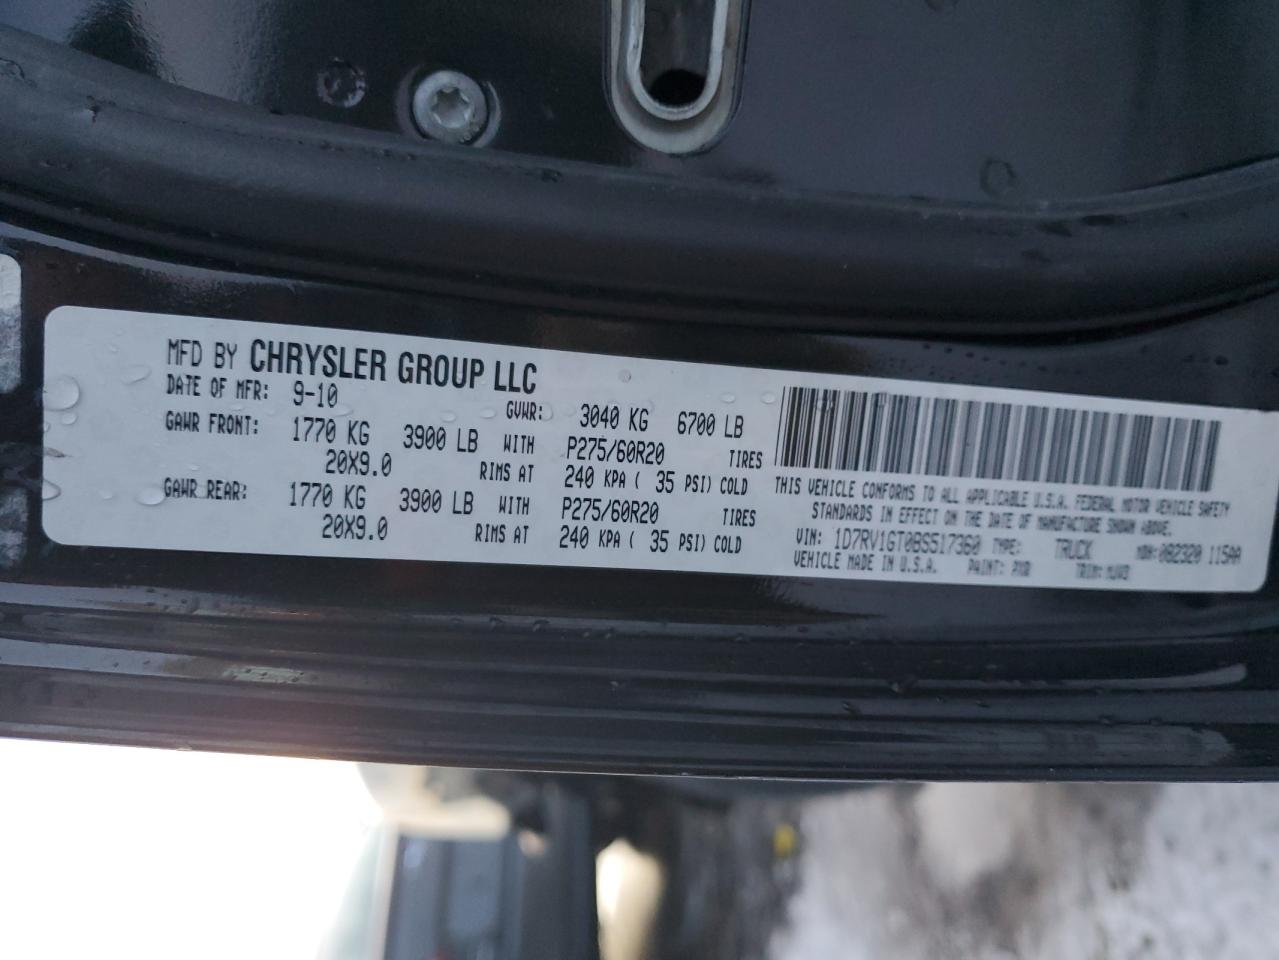 MFD BY CHRYSLER GROUP LLC
DATE OF MFR: 9-10 GVWR: 3040 KG 6700 LB
GAWR FRONT: 1770 KG 3900 LB WITH P275/60R20 TIRES
20X9.0 RIMS AT 240 KPA ( 35 PSI) COLD
GAWR REAR: 1770 KG 3900 LB WITH P275/60R20 TIRES
20X9.0 RIMS AT 240 KPA ( 35 PSI) COLD
THIS VEHICLE CONFORMS TO ALL APPLICABLE U.S.A. FEDERAL MOTOR VEHICLE SAFETY
STANDARDS IN EFFECT ON THE DATE OF MANUFACTURE SHOWN ABOVE.
VIN: 1D7RV1GT0BS517360 TYPE: TRUCK MDH: 082320 115AA
VEHICLE MADE IN U.S.A. PAINT: TRIM: